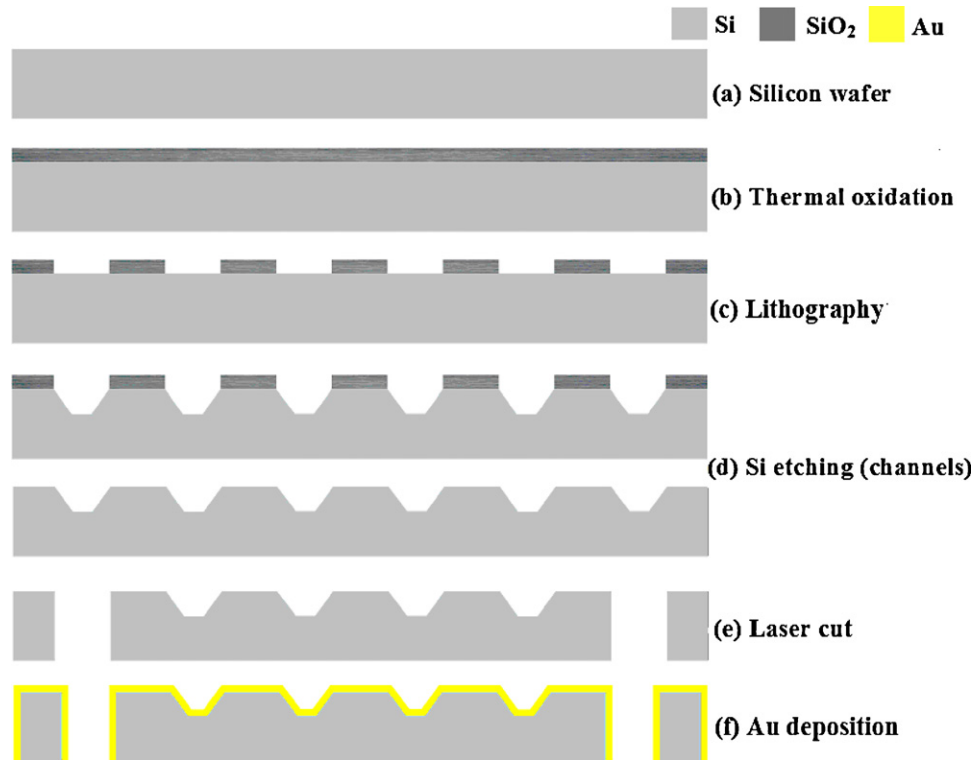 Si SiO₂ Au
(a) Silicon wafer
(b) Thermal oxidation
(c) Lithography
(d) Si etching (channels)
(e) Laser cut
(f) Au deposition